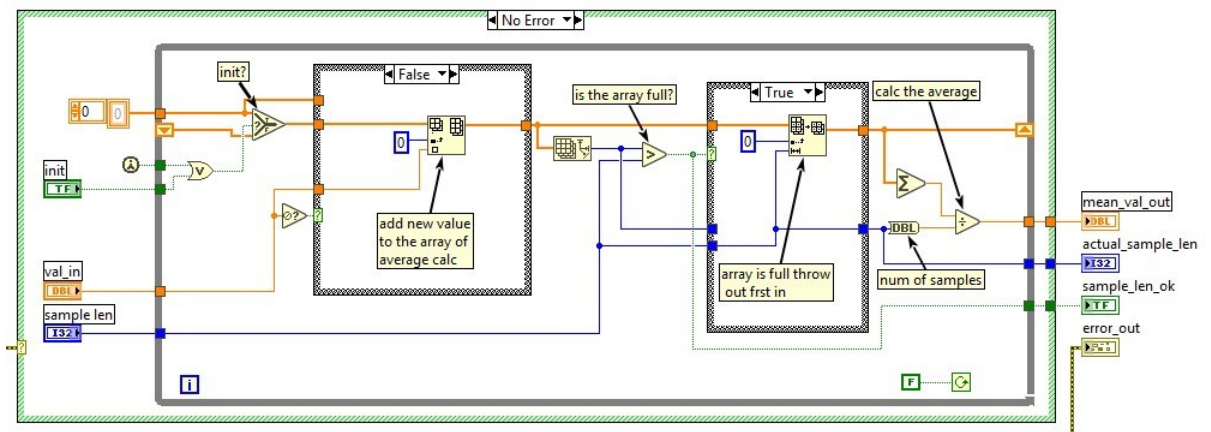 No Error
init?
False
is the array full?
True
calc the average
0
0
0
0
init
TF
V
?
F
>
Σ
÷
?
?
add new value
to the array of
average calc
array is full throw
out frst in
DBL
num of samples
mean_val_out
DBL
actual_sample_len
I32
sample_len_ok
TF
error_out
val_in
DBL
sample len
I32
?
i
F